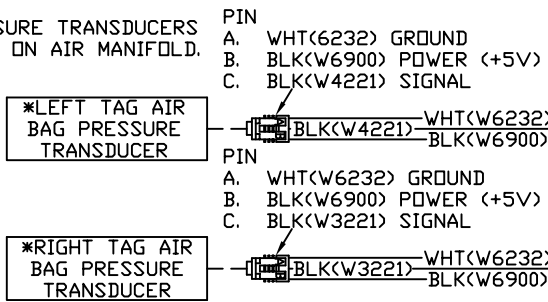 SURE TRANSDUCERS
ON AIR MANIFOLD.
PIN
A. WHT(6232) GROUND
B. BLK(W6900) POWER (+5V)
C. BLK(W4221) SIGNAL
*LEFT TAG AIR
BAG PRESSURE
TRANSDUCER
BLK(W4221)
WHT(W6232)
BLK(W6900)
PIN
A. WHT(W6232) GROUND
B. BLK(W6900) POWER (+5V)
C. BLK(W3221) SIGNAL
*RIGHT TAG AIR
BAG PRESSURE
TRANSDUCER
BLK(W3221)
WHT(W6232)
BLK(W6900)